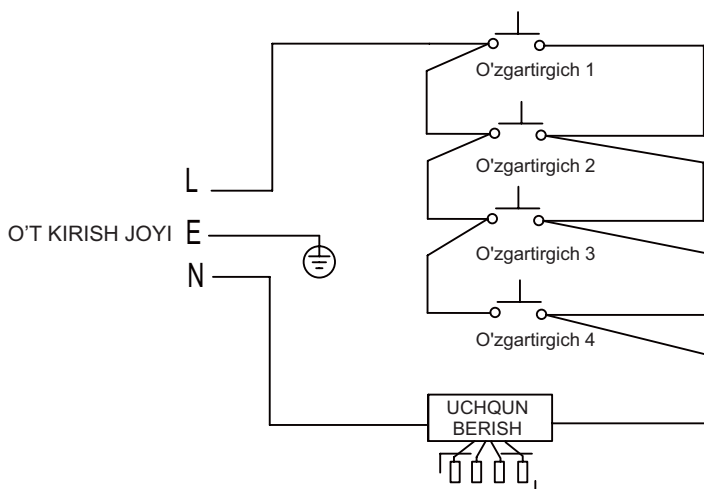 O'zgartirgich 1
O'zgartirgich 2
L
O’T KIRISH JOYI E
N
O'zgartirgich 3
O'zgartirgich 4
UCHQUN
BERISH